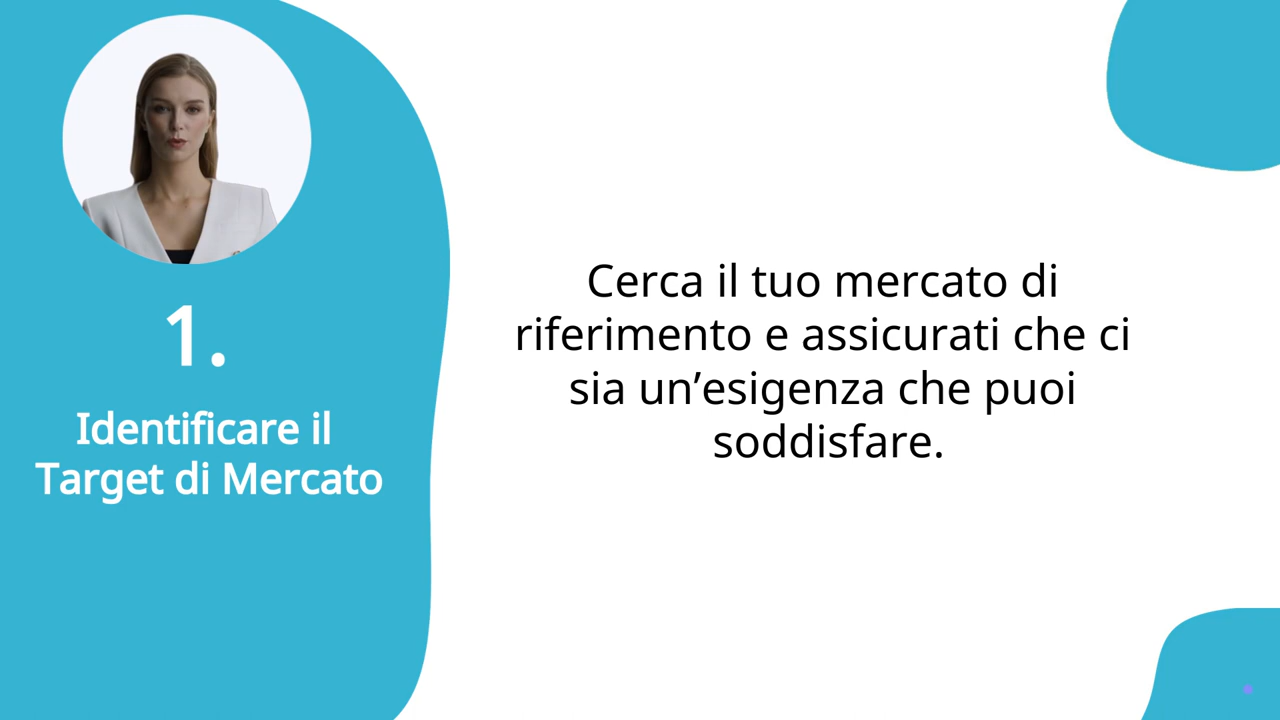 1.
Identificare il
Target di Mercato
Cerca il tuo mercato di
riferimento e assicurati che ci
sia un’esigenza che puoi
soddisfare.